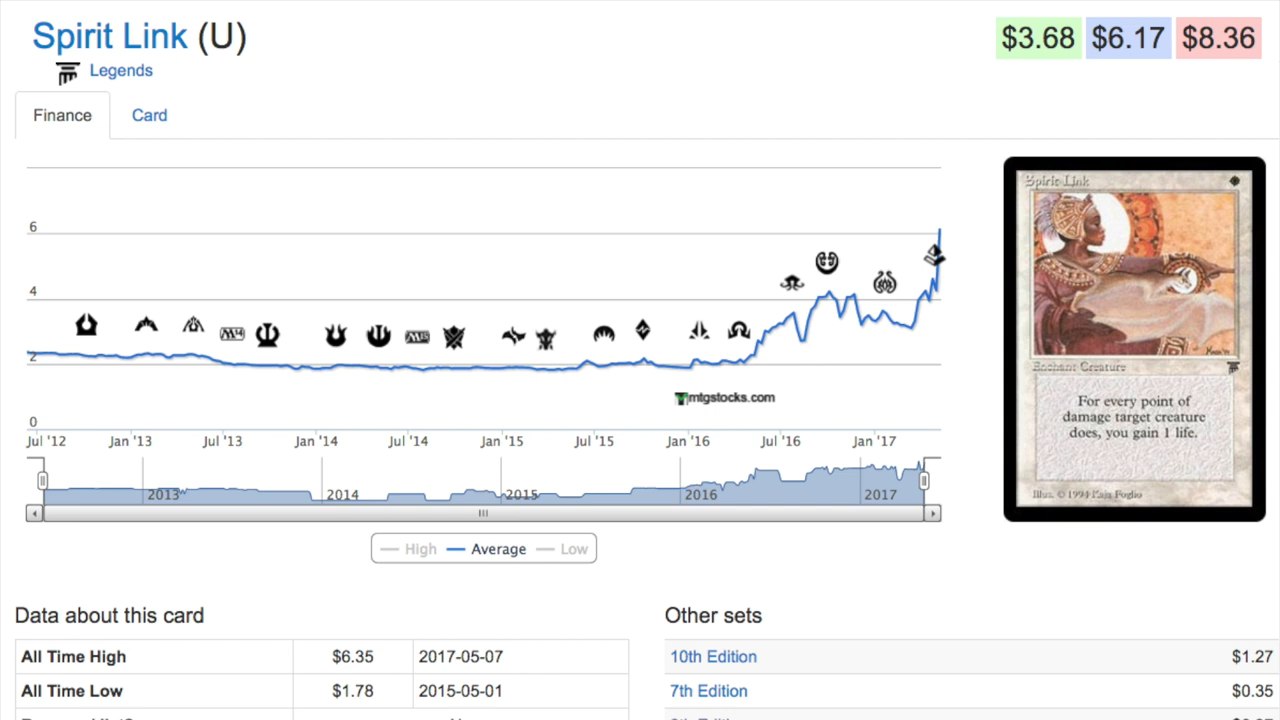 Spirit Link (U)
$3.68 $6.17 $8.36
Legends
Finance Card
6
4
2
0
Jul '12 Jan '13 Jul '13 Jan '14 Jul '14 Jan '15 Jul '15 Jan '16 Jul '16 Jan '17
M14
M15
mtgstocks.com
2013 2014 2015 2016 2017
High Average Low
Spirit Link
Enchant Creature
For every point of
damage target creature
does, you gain 1 life.
Illus. © 1994 Kaja Foglio
Data about this card
All Time High $6.35 2017-05-07
All Time Low $1.78 2015-05-01
Other sets
10th Edition $1.27
7th Edition $0.35